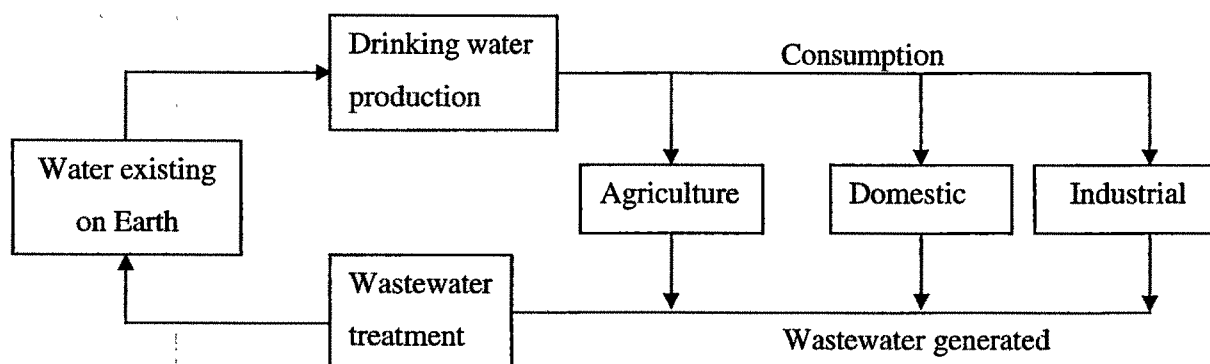 Drinking water
production
Consumption
Water existing
on Earth
Agriculture
Domestic
Industrial
Wastewater
treatment
Wastewater generated